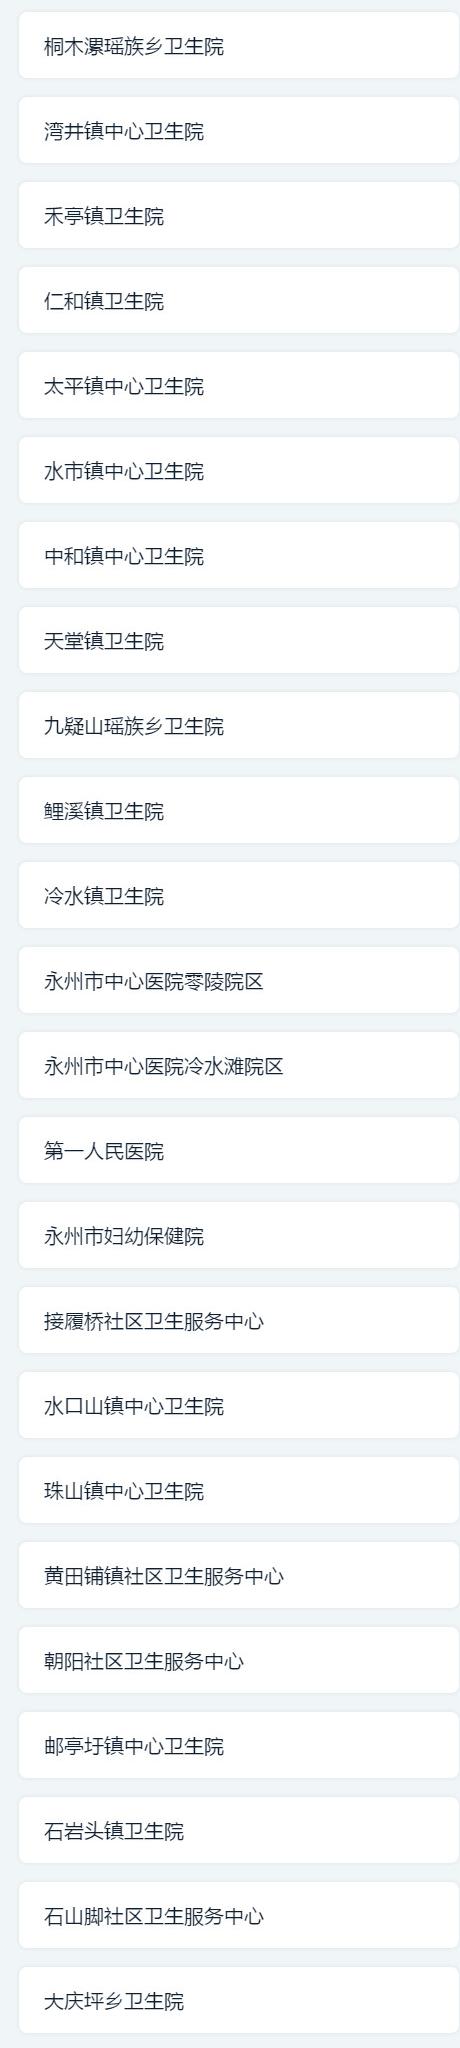 桐木漯瑶族乡卫生院
湾井镇中心卫生院
禾亭镇卫生院
仁和镇卫生院
太平镇中心卫生院
水市镇中心卫生院
中和镇中心卫生院
天堂镇卫生院
九疑山瑶族乡卫生院
鲤溪镇卫生院
冷水镇卫生院
永州市中心医院零陵院区
永州市中心医院冷水滩院区
第一人民医院
永州市妇幼保健院
接履桥社区卫生服务中心
水口山镇中心卫生院
珠山镇中心卫生院
黄田铺镇社区卫生服务中心
朝阳社区卫生服务中心
邮亭圩镇中心卫生院
石岩头镇卫生院
石山脚社区卫生服务中心
大庆坪乡卫生院